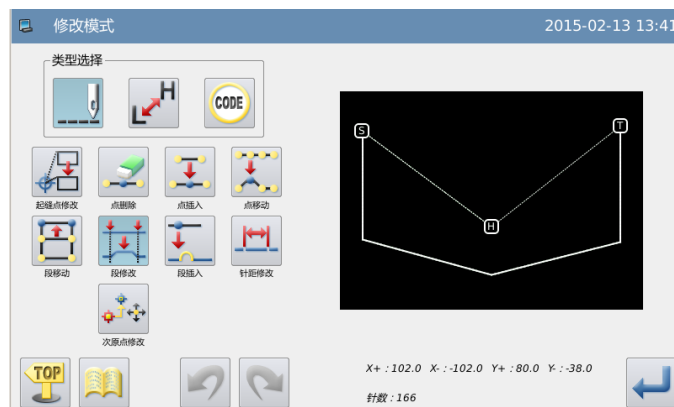 修改模式
2015-02-13 13:41
类型选择
L H
CODE
起缝点修改 点删除 点插入 点移动
段移动 段修改 段插入 针距修改
次原点修改
S
T
H
X+ : 102.0 X- : -102.0 Y+ : 80.0 Y- : -38.0
针数 : 166
TOP